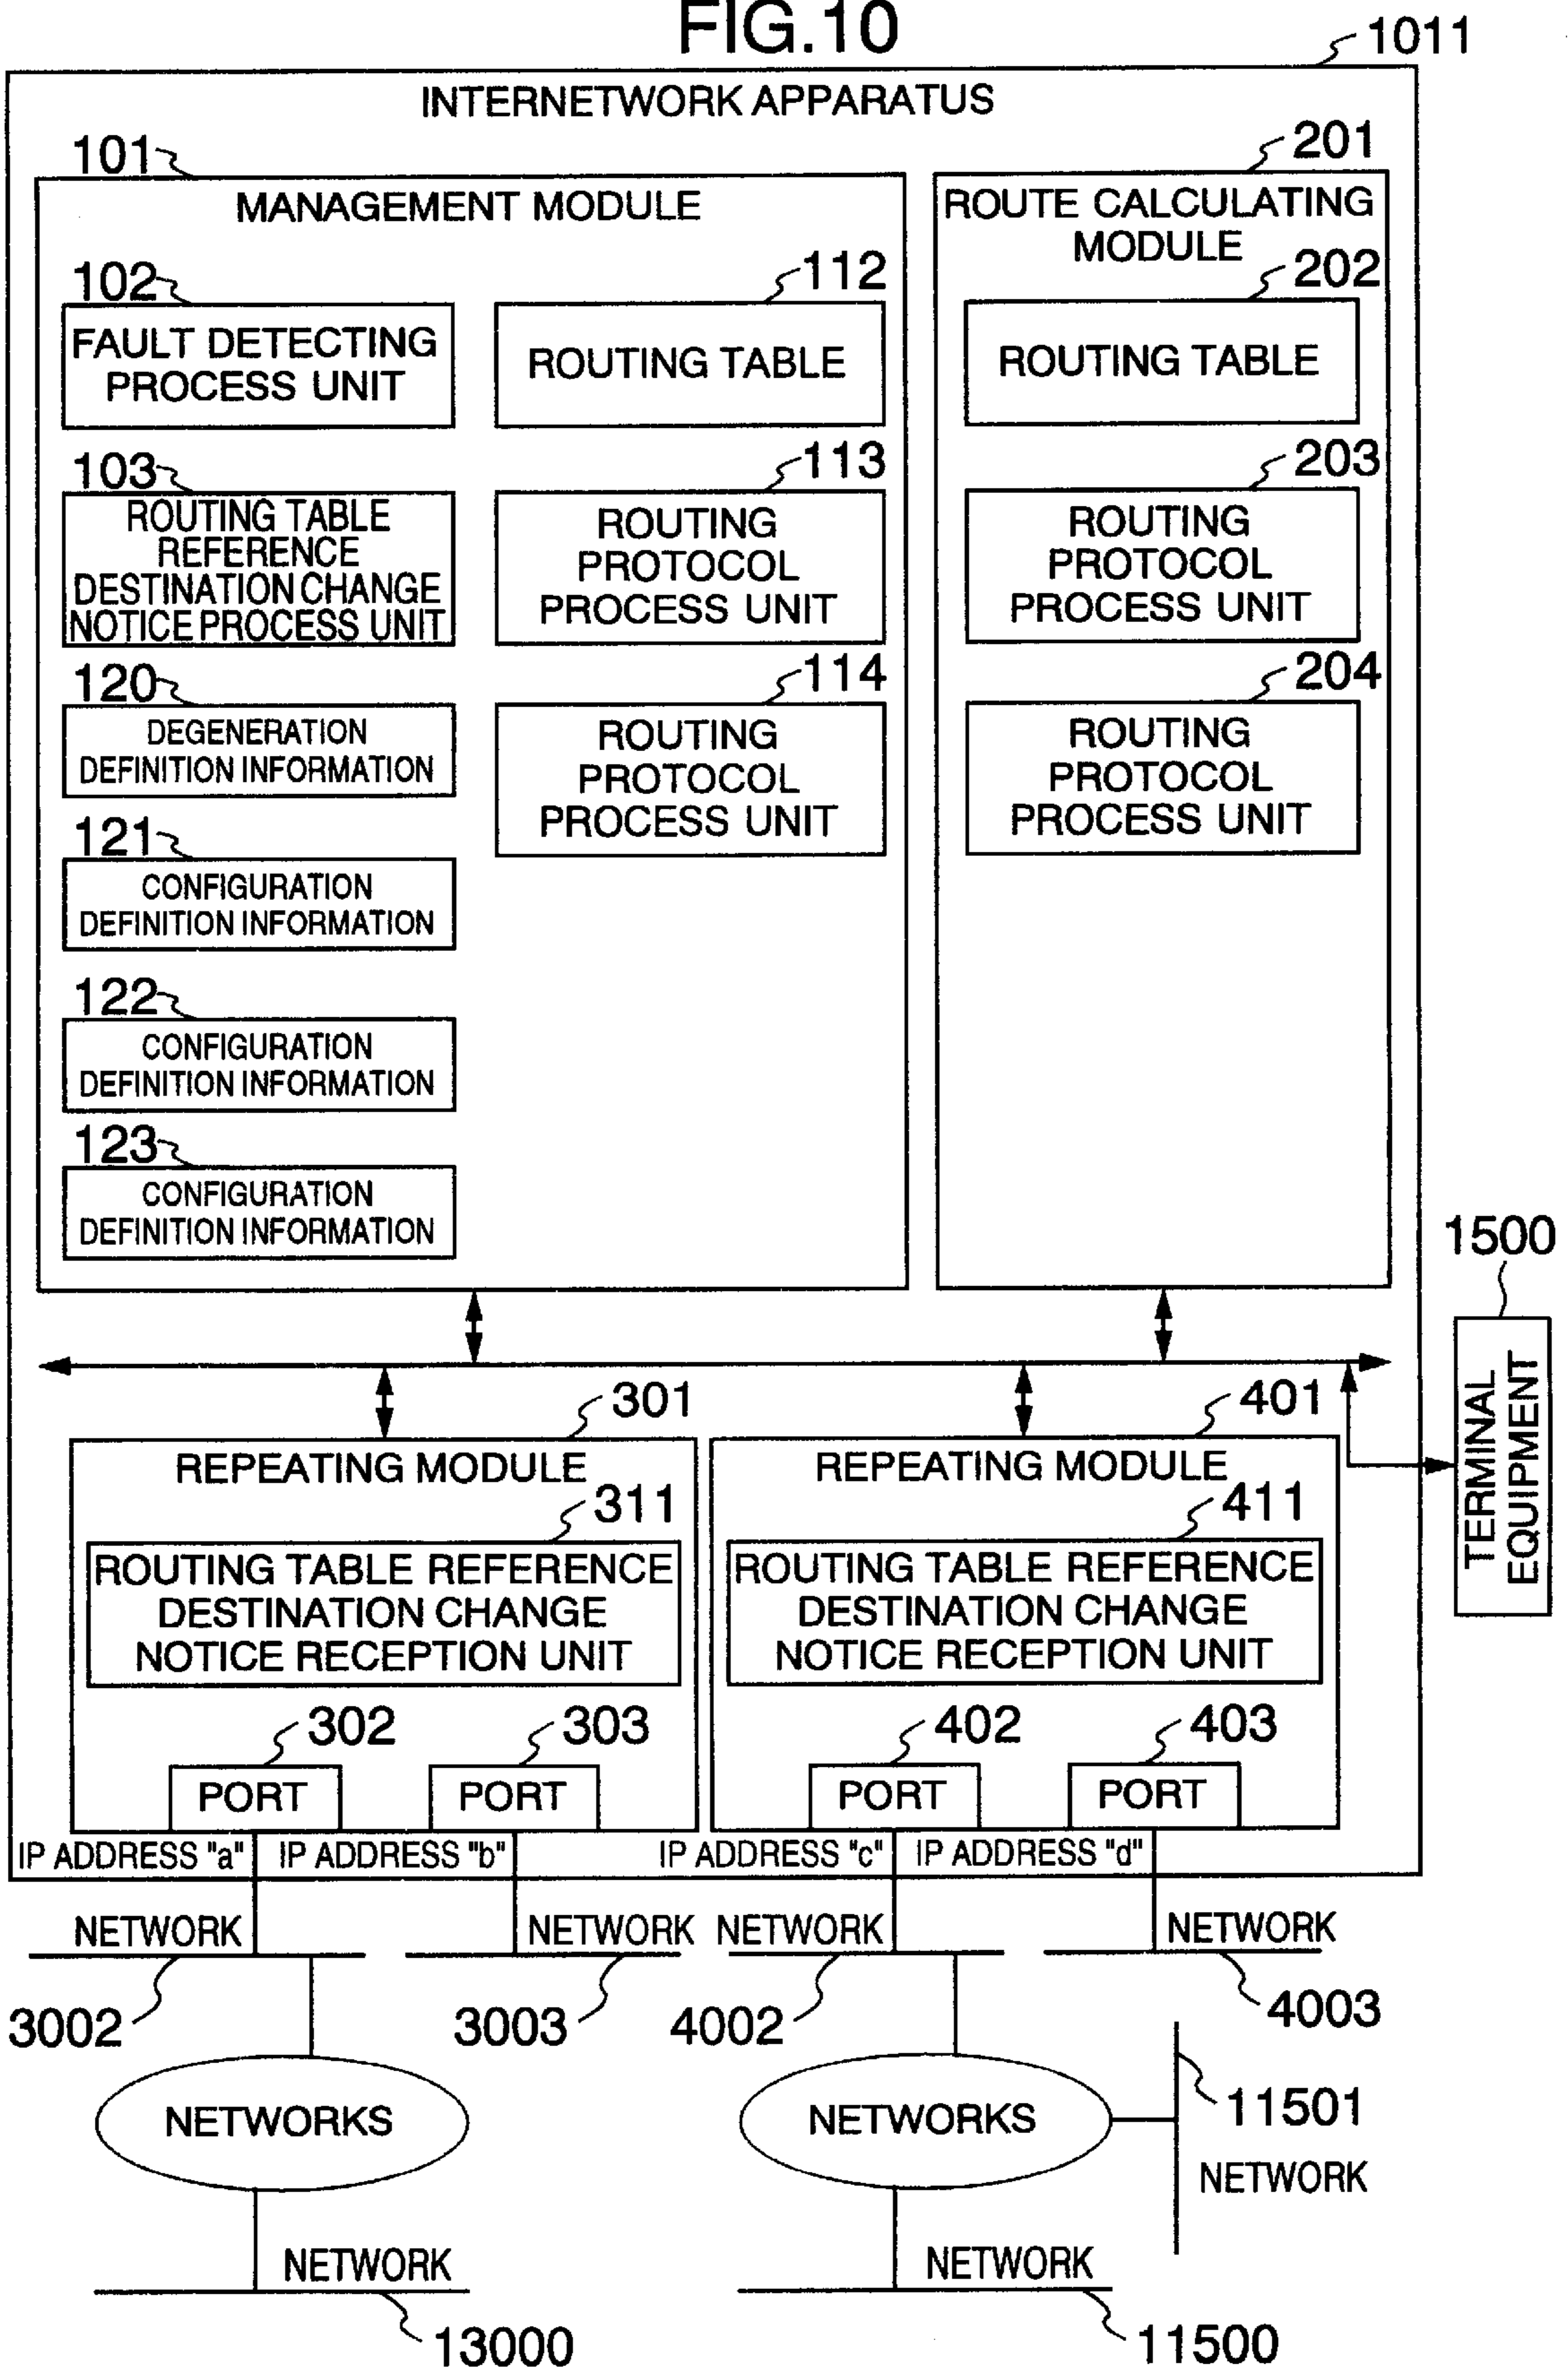 FIG.10
1011
INTERNETWORK APPARATUS
101
MANAGEMENT MODULE
102
FAULT DETECTING
PROCESS UNIT
112
ROUTING TABLE
103
ROUTING TABLE
REFERENCE
DESTINATION CHANGE
NOTICE PROCESS UNIT
113
ROUTING
PROTOCOL
PROCESS UNIT
120
DEGENERATION
DEFINITION INFORMATION
114
ROUTING
PROTOCOL
PROCESS UNIT
121
CONFIGURATION
DEFINITION INFORMATION
122
CONFIGURATION
DEFINITION INFORMATION
123
CONFIGURATION
DEFINITION INFORMATION
201
ROUTE CALCULATING
MODULE
202
ROUTING TABLE
203
ROUTING
PROTOCOL
PROCESS UNIT
204
ROUTING
PROTOCOL
PROCESS UNIT
1500
TERMINAL
EQUIPMENT
301
REPEATING MODULE
311
ROUTING TABLE REFERENCE
DESTINATION CHANGE
NOTICE RECEPTION UNIT
302
PORT
303
PORT
401
REPEATING MODULE
411
ROUTING TABLE REFERENCE
DESTINATION CHANGE
NOTICE RECEPTION UNIT
402
PORT
403
PORT
IP ADDRESS "a"
IP ADDRESS "b"
IP ADDRESS "c"
IP ADDRESS "d"
NETWORK
NETWORK
NETWORK
NETWORK
3002
3003
4002
4003
NETWORKS
NETWORKS
11501
NETWORK
NETWORK
NETWORK
13000
11500